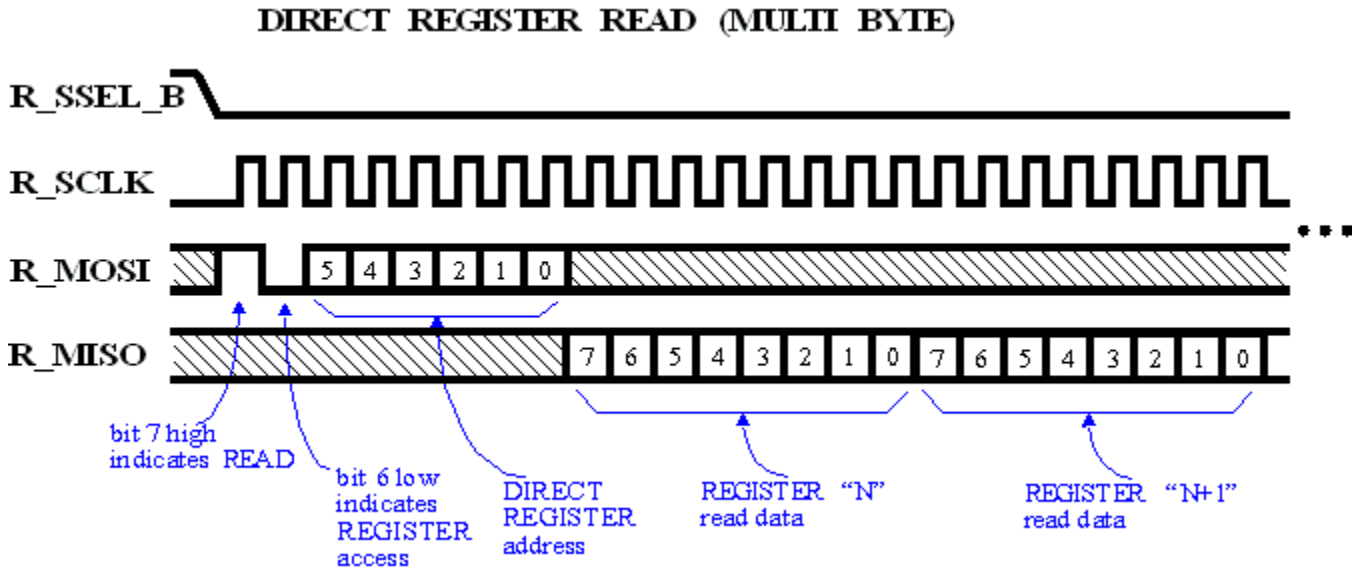 DIRECT REGISTER READ (MULTI BYTE)
R_SSEL_B
R_SCLK
R_MOSI
5 4 3 2 1 0
R_MISO
7 6 5 4 3 2 1 0 7 6 5 4 3 2 1 0
bit 7 high
indicates READ
bit 6 low
indicates
REGISTER
access
DIRECT
REGISTER
address
REGISTER “N”
read data
REGISTER “N+1”
read data